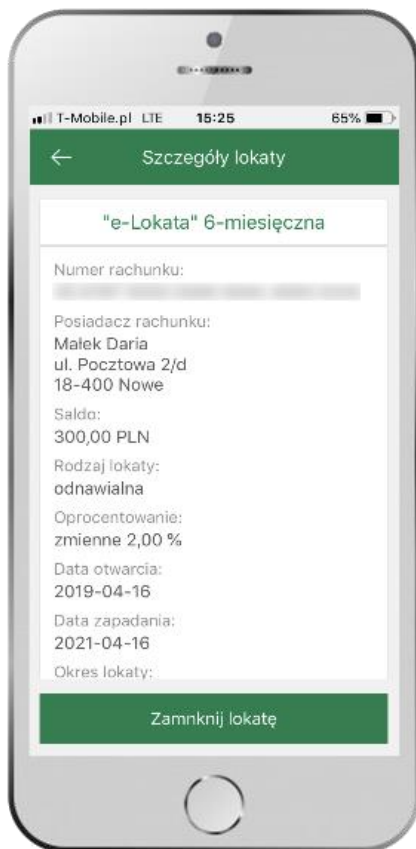 T-Mobile.pl LTE 15:25 65%
Szczegóły lokaty
"e-Lokata" 6-miesięczna
Numer rachunku:
Posiadacz rachunku:
Małek Daria
ul. Pocztowa 2/d
18-400 Nowe
Saldo:
300,00 PLN
Rodzaj lokaty:
odnawialna
Oprocentowanie:
zmienne 2,00 %
Data otwarcia:
2019-04-16
Data zapadania:
2021-04-16
Okres lokaty:
Zamnknij lokatę